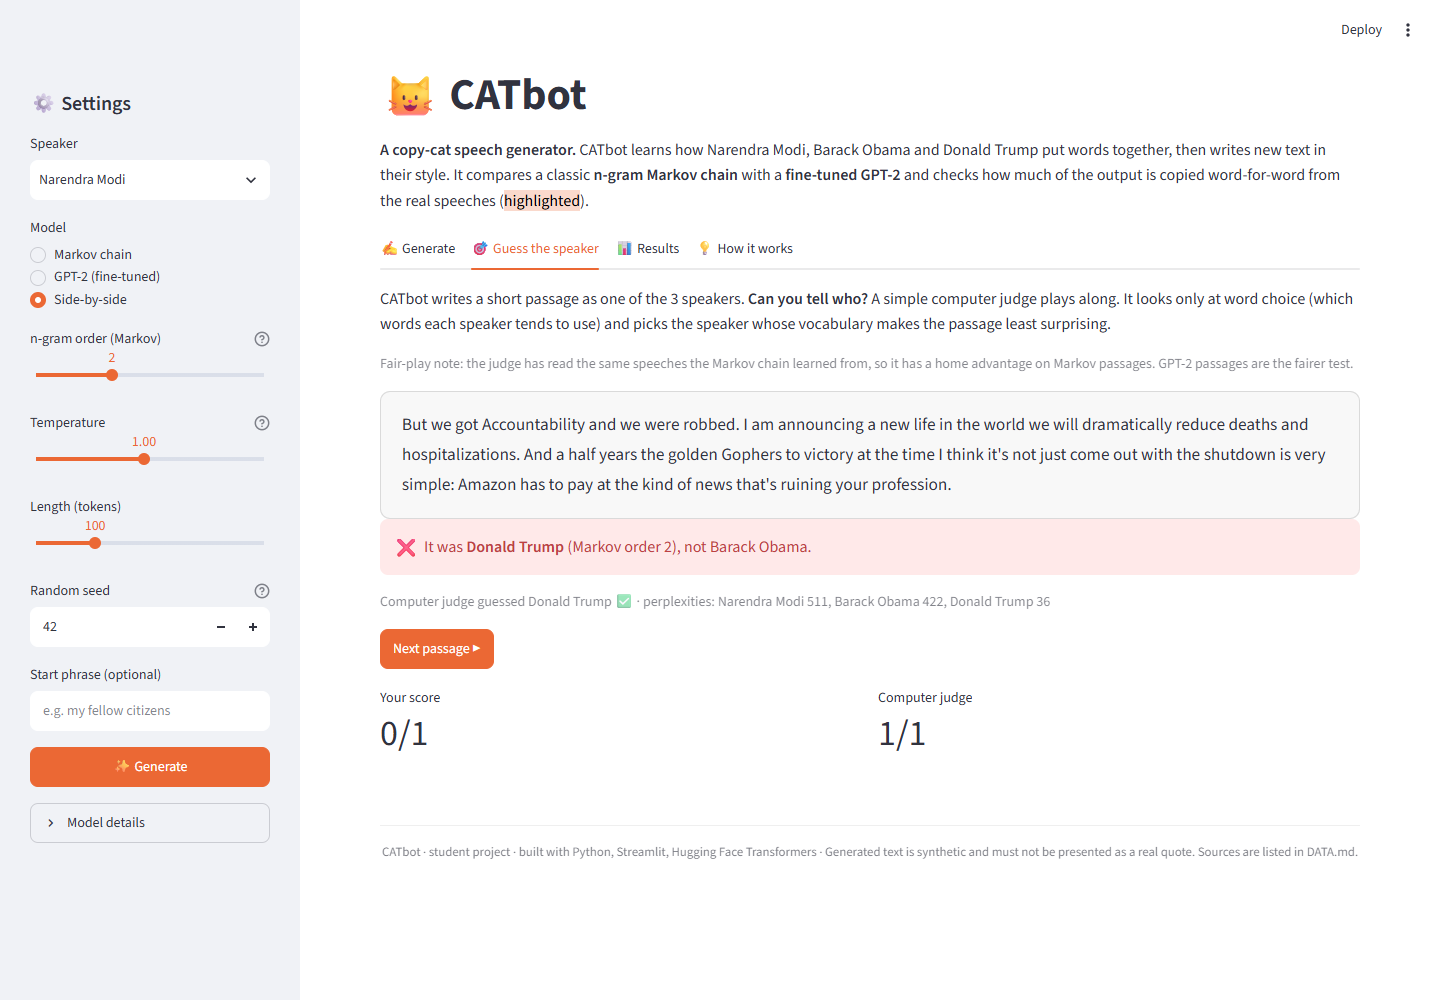 Deploy
Settings
Speaker
Narendra Modi
Model
Markov chain
GPT-2 (fine-tuned)
Side-by-side
n-gram order (Markov)
2
Temperature
1.00
Length (tokens)
100
Random seed
42
Start phrase (optional)
e.g. my fellow citizens
✨ Generate
Model details
CATbot
A copy-cat speech generator. CATbot learns how Narendra Modi, Barack Obama and Donald Trump put words together, then writes new text in
their style. It compares a classic n-gram Markov chain with a fine-tuned GPT-2 and checks how much of the output is copied word-for-word from
the real speeches (highlighted).
Generate Guess the speaker Results How it works
CATbot writes a short passage as one of the 3 speakers. Can you tell who? A simple computer judge plays along. It looks only at word choice (which
words each speaker tends to use) and picks the speaker whose vocabulary makes the passage least surprising.
Fair-play note: the judge has read the same speeches the Markov chain learned from, so it has a home advantage on Markov passages. GPT-2 passages are the fairer test.
But we got Accountability and we were robbed. I am announcing a new life in the world we will dramatically reduce deaths and
hospitalizations. And a half years the golden Gophers to victory at the time I think it's not just come out with the shutdown is very
simple: Amazon has to pay at the kind of news that's ruining your profession.
❌ It was Donald Trump (Markov order 2), not Barack Obama.
Computer judge guessed Donald Trump ✅ · perplexities: Narendra Modi 511, Barack Obama 422, Donald Trump 36
Next passage ▸
Your score
0/1
Computer judge
1/1
CATbot · student project · built with Python, Streamlit, Hugging Face Transformers · Generated text is synthetic and must not be presented as a real quote. Sources are listed in DATA.md.